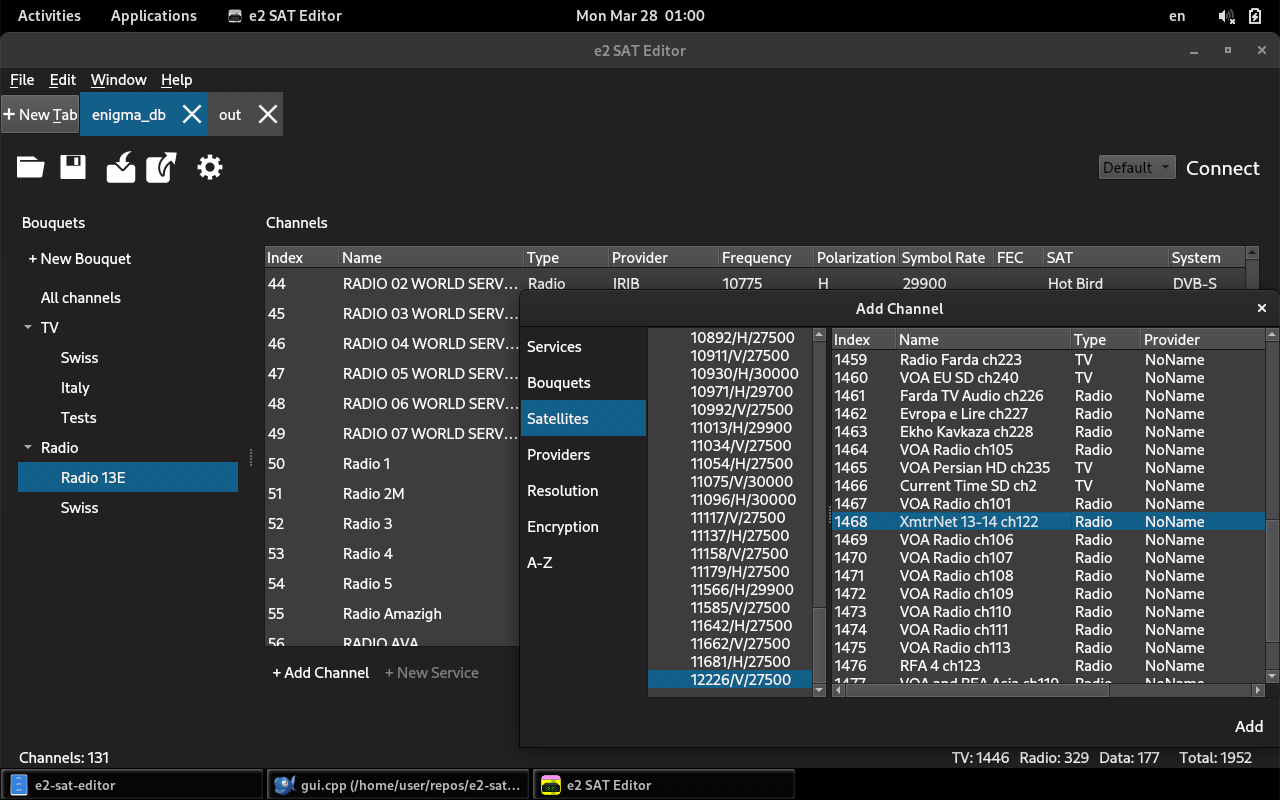 Activities Applications e2 SAT Editor Mon Mar 28 01:00 en
e2 SAT Editor
File Edit Window Help
+ New Tab enigma_db out
Default Connect
Bouquets Channels
+ New Bouquet
All channels
TV
Swiss
Italy
Tests
Radio
Radio 13E
Swiss
Index Name Type Provider Frequency Polarization Symbol Rate FEC SAT System
44 RADIO 02 WORLD SERV... Radio IRIB 10775 H 29900 Hot Bird DVB-S
45 RADIO 03 WORLD SERV...
46 RADIO 04 WORLD SERV...
47 RADIO 05 WORLD SERV...
48 RADIO 06 WORLD SERV...
49 RADIO 07 WORLD SERV...
50 Radio 1
51 Radio 2M
52 Radio 3
53 Radio 4
54 Radio 5
55 Radio Amazigh
56 RADIO AVA
+ Add Channel + New Service
Add Channel
Services
Bouquets
Satellites
Providers
Resolution
Encryption
A-Z
10892/H/27500
10911/V/27500
10930/H/30000
10971/H/29700
10992/V/27500
11013/H/29900
11034/V/27500
11054/H/27500
11075/V/30000
11096/H/30000
11117/V/27500
11137/H/27500
11158/V/27500
11179/H/27500
11566/H/29900
11585/V/27500
11642/H/27500
11662/V/27500
11681/H/27500
12226/V/27500
Index Name Type Provider
1459 Radio Farda ch223 TV NoName
1460 VOA EU SD ch240 TV NoName
1461 Farda TV Audio ch226 Radio NoName
1462 Evropa e Lire ch227 Radio NoName
1463 Ekho Kavkaza ch228 Radio NoName
1464 VOA Radio ch105 Radio NoName
1465 VOA Persian HD ch235 TV NoName
1466 Current Time SD ch2 TV NoName
1467 VOA Radio ch101 Radio NoName
1468 XmtrNet 13-14 ch122 Radio NoName
1469 VOA Radio ch106 Radio NoName
1470 VOA Radio ch107 Radio NoName
1471 VOA Radio ch108 Radio NoName
1472 VOA Radio ch109 Radio NoName
1473 VOA Radio ch110 Radio NoName
1474 VOA Radio ch111 Radio NoName
1475 VOA Radio ch113 Radio NoName
1476 RFA 4 ch123 Radio NoName
1477 VOA and RFA Asia ch119 Radio NoName
Add
Channels: 131 TV: 1446 Radio: 329 Data: 177 Total: 1952
e2-sat-editor gui.cpp (/home/user/repos/e2-sat... e2 SAT Editor